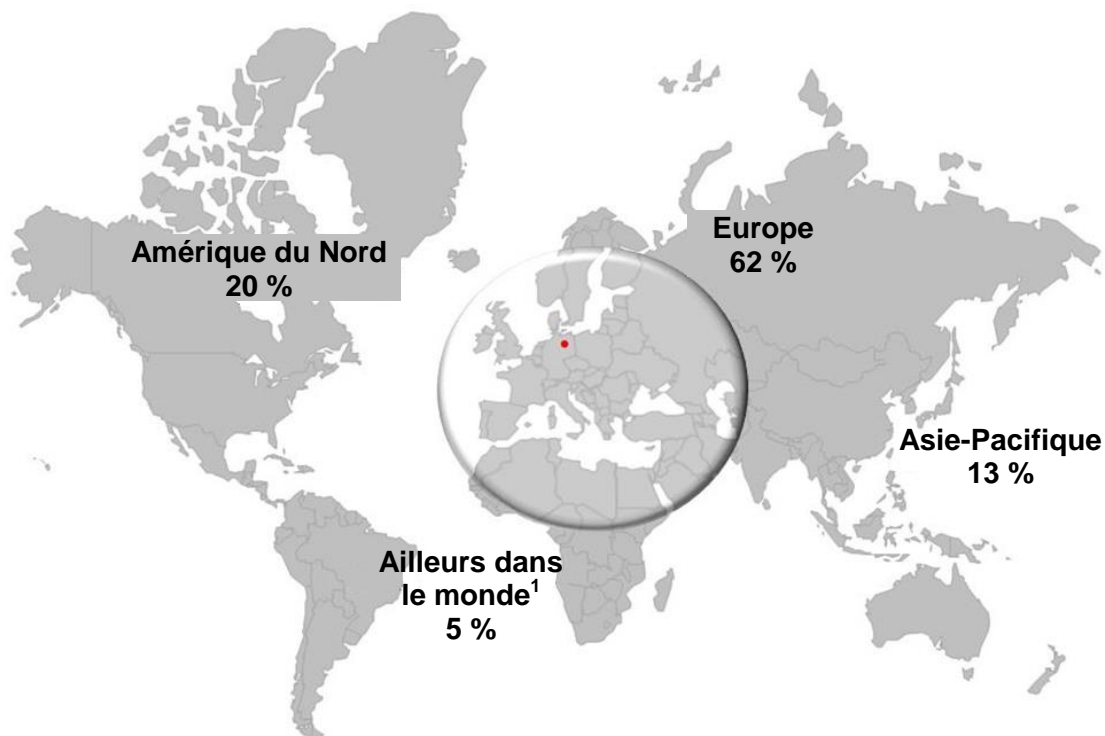 Amérique du Nord
20 %
Europe
62 %
Asie-Pacifique
13 %
Ailleurs dans
le monde¹
5 %